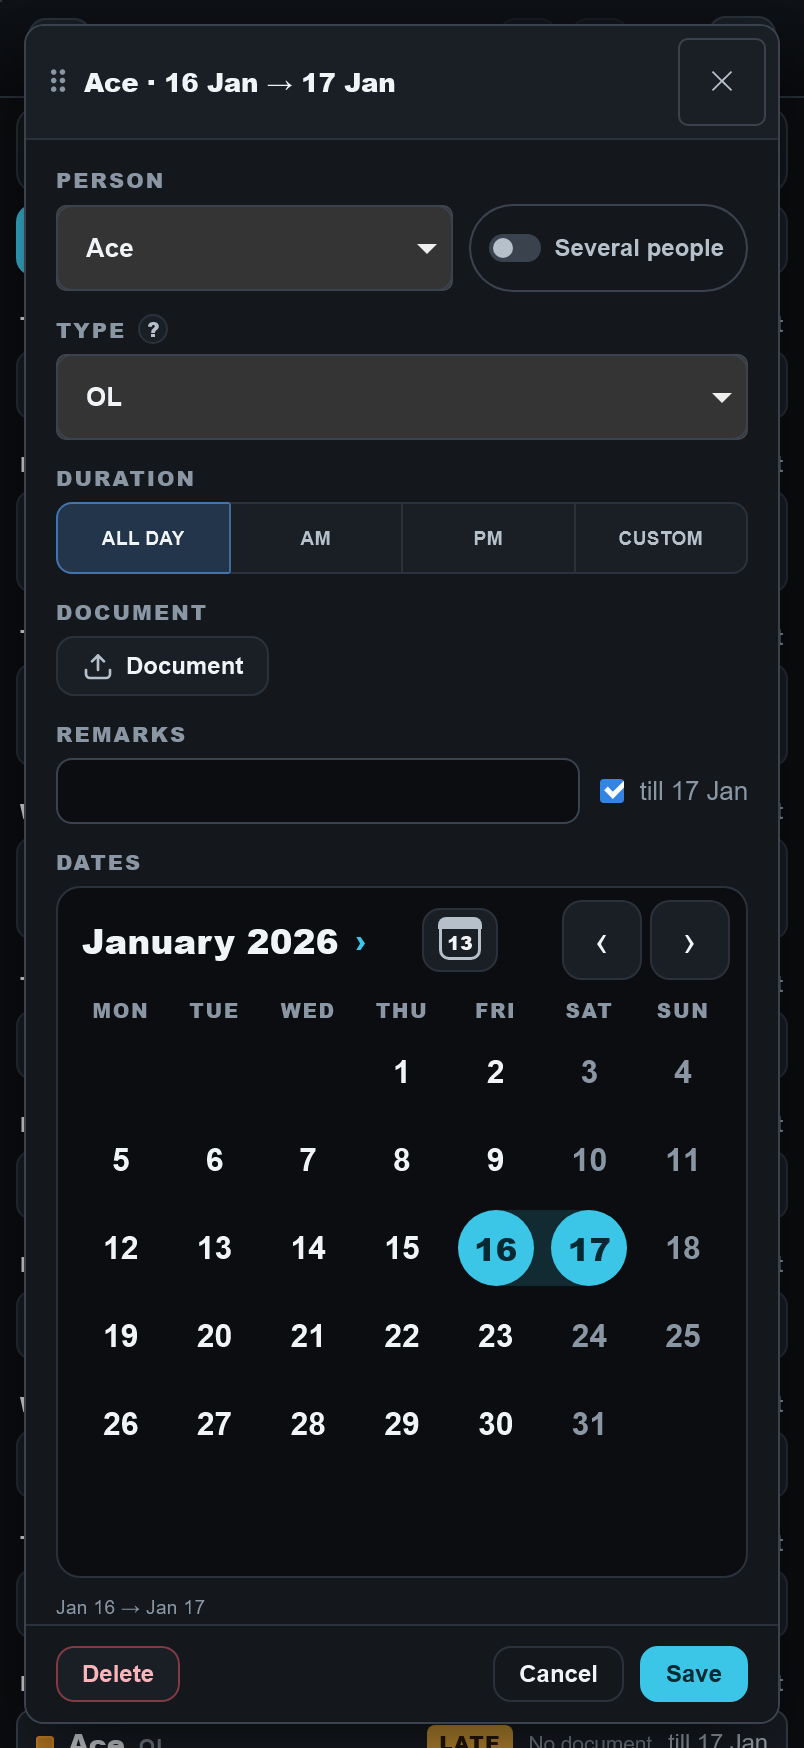 Ace · 16 Jan → 17 Jan
PERSON
Ace
Several people
TYPE ?
OL
DURATION
ALL DAY AM PM CUSTOM
DOCUMENT
Document
REMARKS
till 17 Jan
DATES
January 2026 › 13 ‹ ›
MON TUE WED THU FRI SAT SUN
1 2 3 4
5 6 7 8 9 10 11
12 13 14 15 16 17 18
19 20 21 22 23 24 25
26 27 28 29 30 31
Jan 16 → Jan 17
Delete Cancel Save
Ace OL LATE No document till 17 Jan